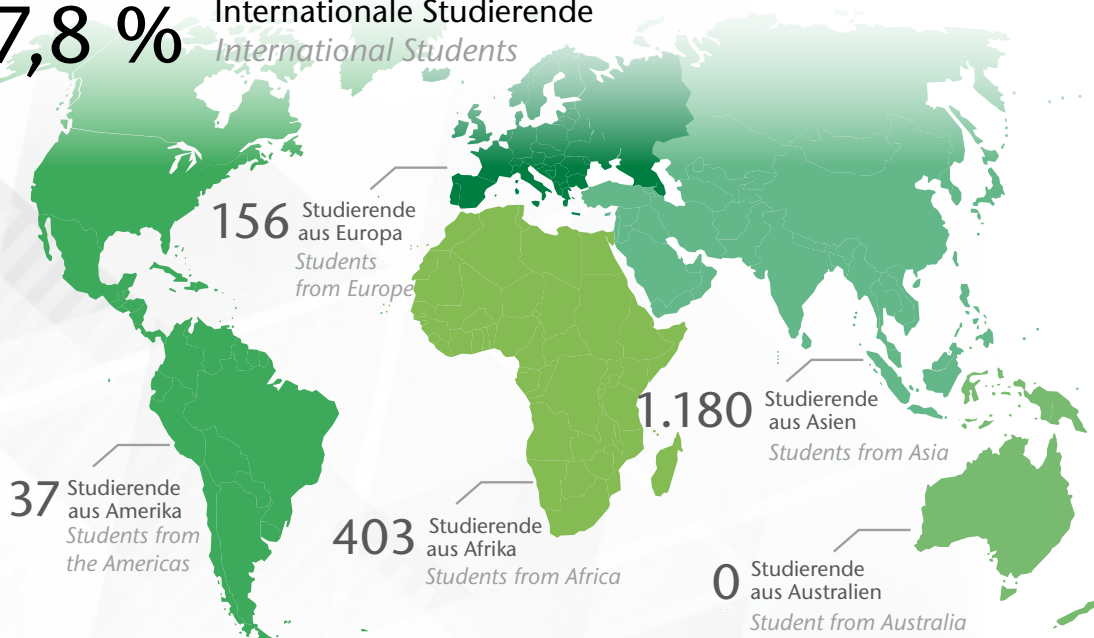 7,8 %
Internationale Studierende
International Students
156
Studierende
aus Europa
Students
from Europe
1.180
Studierende
aus Asien
Students from Asia
37
Studierende
aus Amerika
Students from
the Americas
403
Studierende
aus Afrika
Students from Africa
0
Studierende
aus Australien
Student from Australia